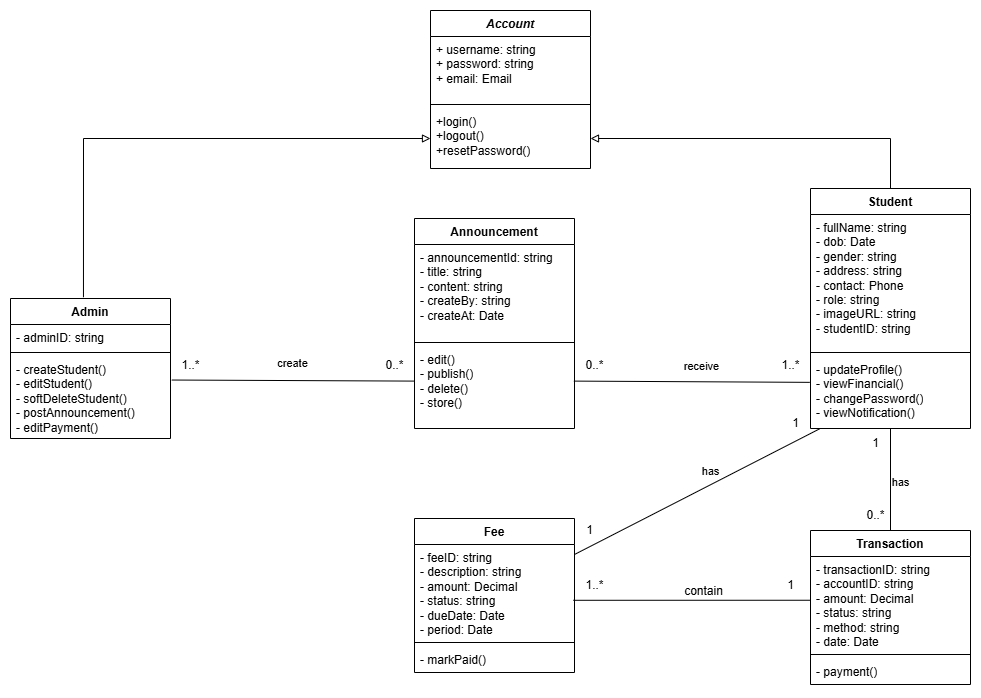 Account
+ username: string
+ password: string
+ email: Email
+login()
+logout()
+resetPassword()
Student
- fullName: string
- dob: Date
- gender: string
- address: string
- contact: Phone
- role: string
- imageURL: string
- studentID: string
- updateProfile()
- viewFinancial()
- changePassword()
- viewNotification()
Announcement
- announcementId: string
- title: string
- content: string
- createBy: string
- createAt: Date
- edit()
- publish()
- delete()
- store()
Admin
- adminID: string
- createStudent()
- editStudent()
- softDeleteStudent()
- postAnnouncement()
- editPayment()
1..*
create
0..*
0..*
receive
1..*
1
has
1
1
has
0..*
Fee
- feeID: string
- description: string
- amount: Decimal
- status: string
- dueDate: Date
- period: Date
- markPaid()
1..*
contain
1
Transaction
- transactionID: string
- accountID: string
- amount: Decimal
- status: string
- method: string
- date: Date
- payment()